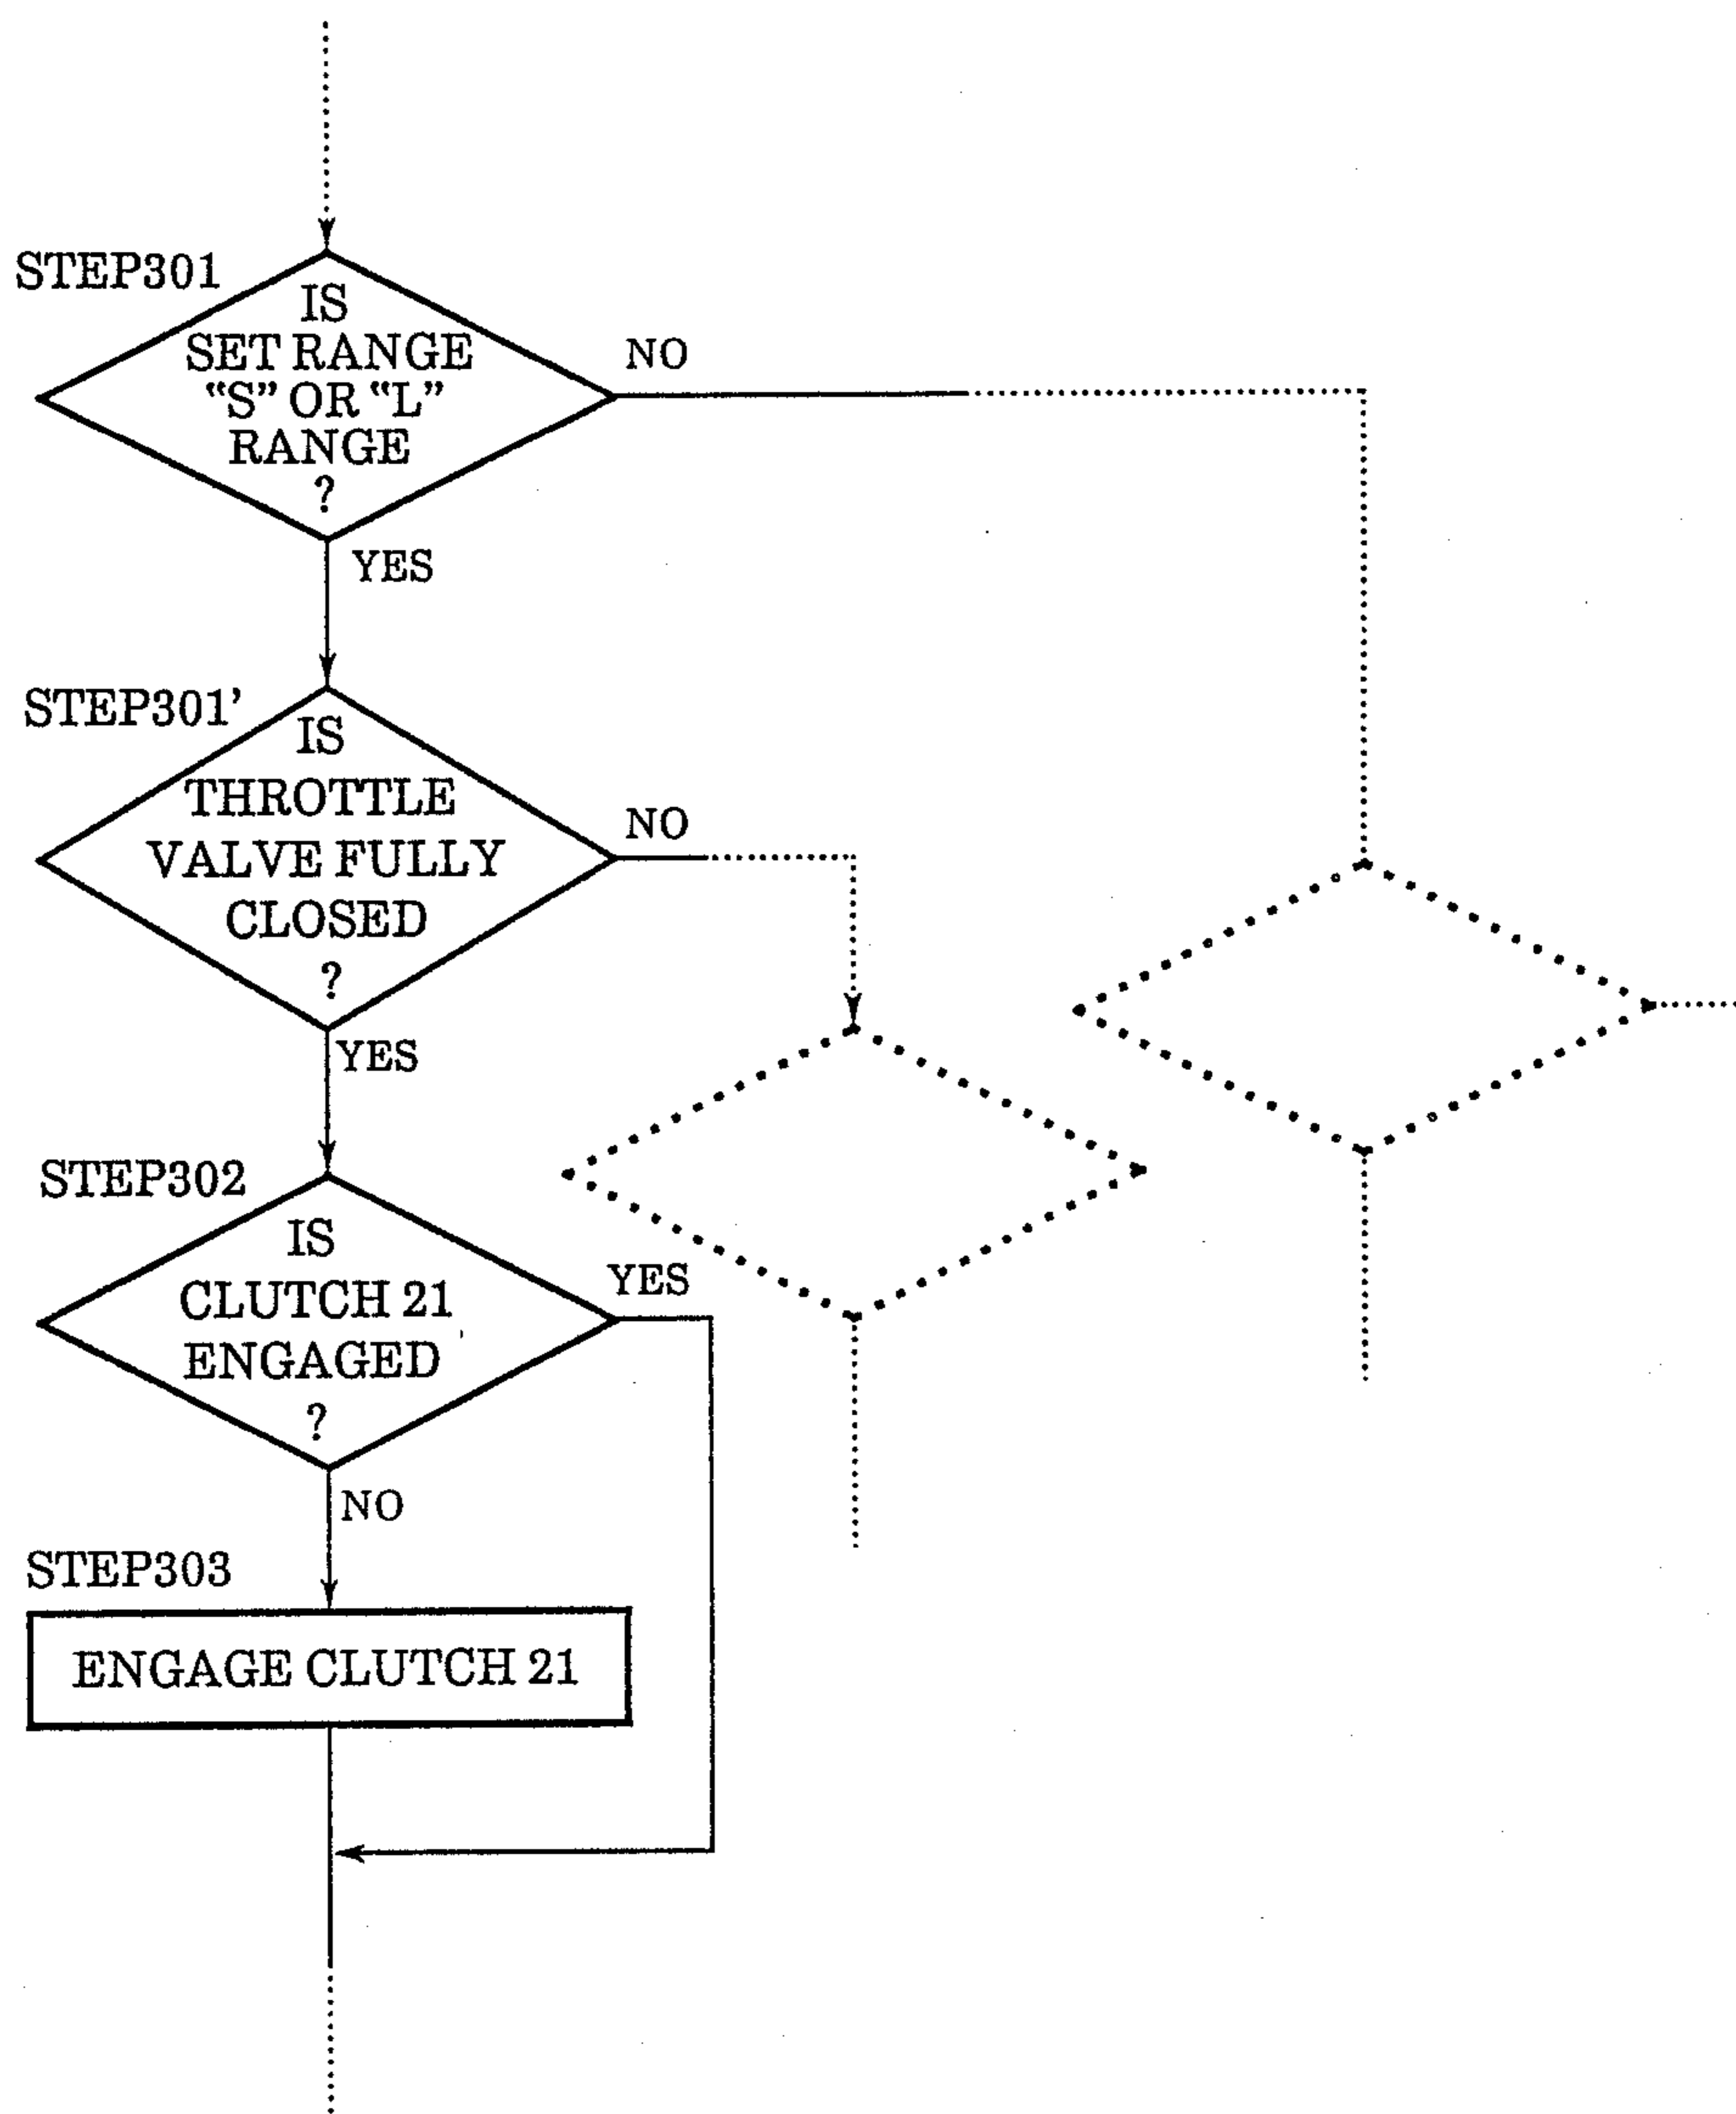 STEP301
IS
SET RANGE
“S” OR “L”
RANGE
?
NO
YES
STEP301’
IS
THROTTLE
VALVE FULLY
CLOSED
?
NO
YES
STEP302
IS
CLUTCH 21
ENGAGED
?
YES
NO
STEP303
ENGAGE CLUTCH 21